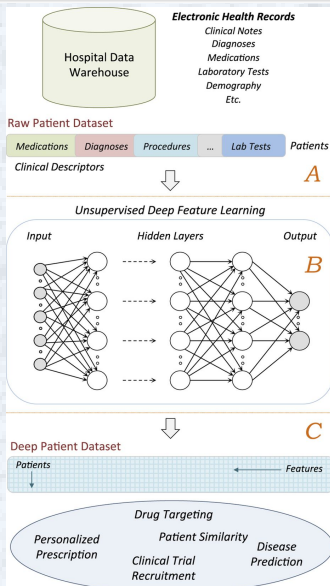 Electronic Health Records
Clinical Notes
Diagnoses
Medications
Laboratory Tests
Demography
Etc.
Hospital Data
Warehouse
Raw Patient Dataset
Medications Diagnoses Procedures ... Lab Tests Patients
Clinical Descriptors
A
Unsupervised Deep Feature Learning
Input Hidden Layers Output
B
C
Deep Patient Dataset
Patients Features
Drug Targeting
Personalized
Prescription
Patient Similarity
Clinical Trial
Recruitment
Disease
Prediction